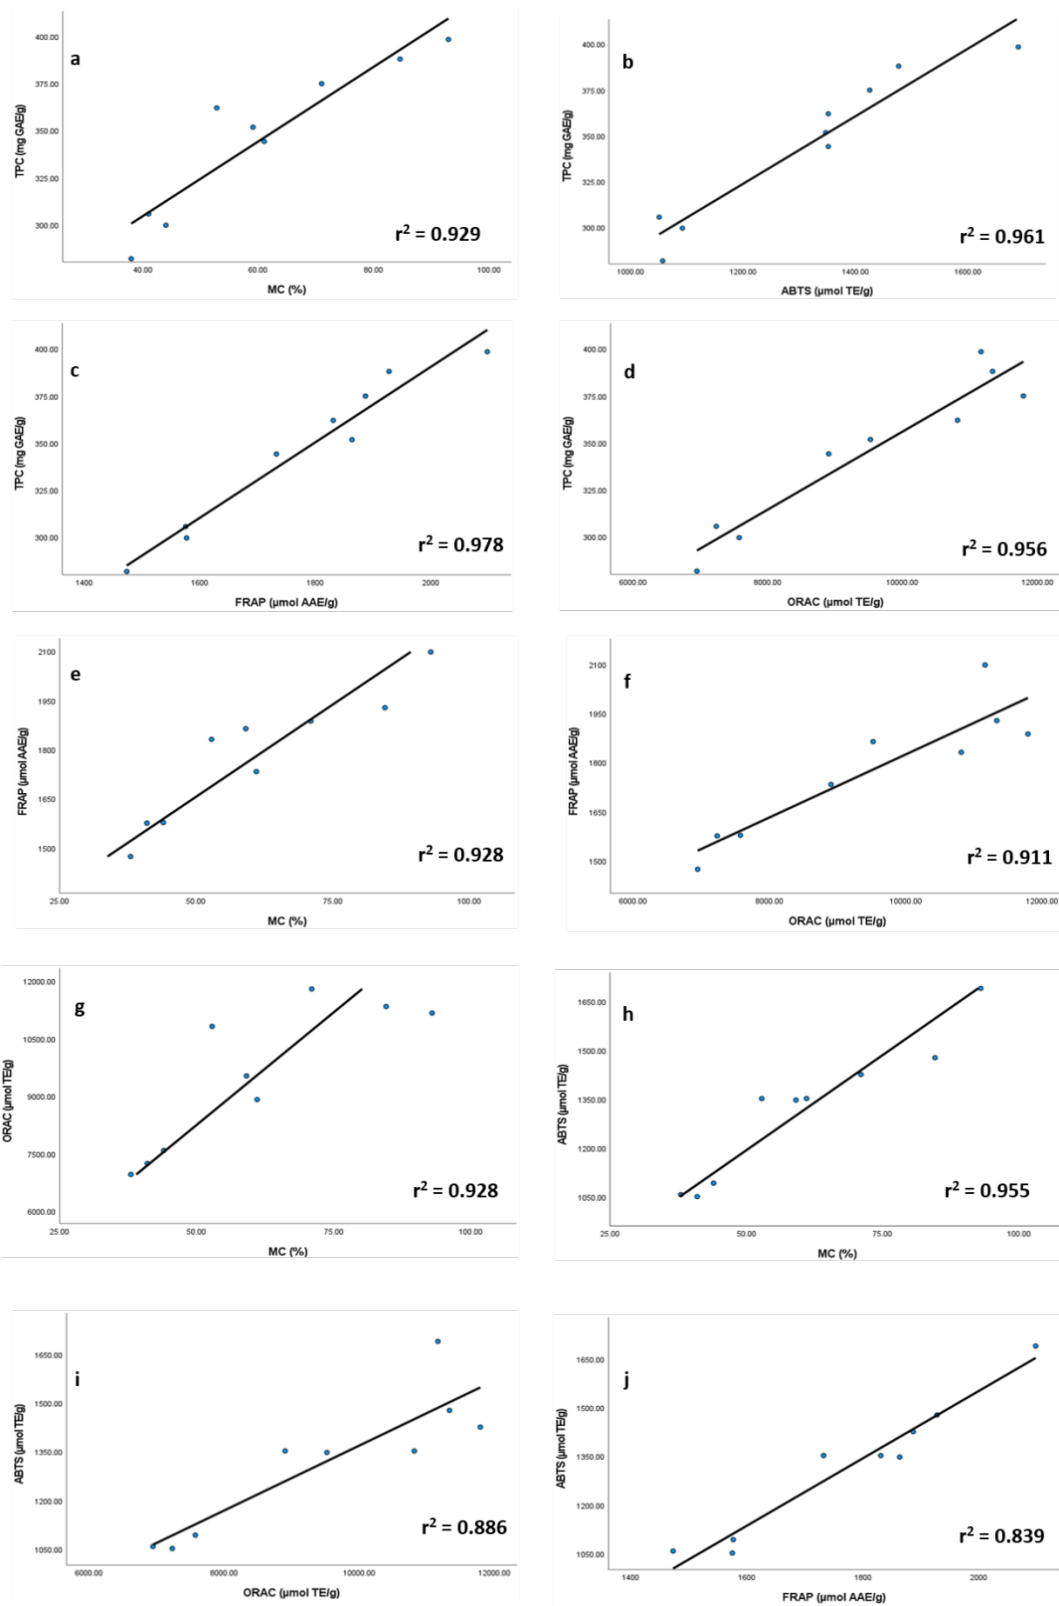 a
TPC (mg GAE/g)
400.00
375.00
350.00
325.00
300.00
40.00 60.00 80.00 100.00
MC (%)
r² = 0.929
b
TPC (mg GAE/g)
400.00
375.00
350.00
325.00
300.00
1000.00 1200.00 1400.00 1600.00
ABTS (µmol TE/g)
r² = 0.961
c
TPC (mg GAE/g)
400.00
375.00
350.00
325.00
300.00
1400 1600 1800 2000
FRAP (µmol AAE/g)
r² = 0.978
d
TPC (mg GAE/g)
400.00
375.00
350.00
325.00
300.00
6000.00 8000.00 10000.00 12000.00
ORAC (µmol TE/g)
r² = 0.956
e
FRAP (µmol AAE/g)
2100
1950
1800
1650
1500
25.00 50.00 75.00 100.00
MC (%)
r² = 0.928
f
FRAP (µmol AAE/g)
2100
1950
1800
1650
1500
6000.00 8000.00 10000.00 12000.00
ORAC (µmol TE/g)
r² = 0.911
g
ORAC (µmol TE/g)
12000.00
10500.00
9000.00
7500.00
6000.00
25.00 50.00 75.00 100.00
MC (%)
r² = 0.928
h
ABTS (µmol TE/g)
1650.00
1500.00
1350.00
1200.00
1050.00
25.00 50.00 75.00 100.00
MC (%)
r² = 0.955
i
ABTS (µmol TE/g)
1650.00
1500.00
1350.00
1200.00
1050.00
6000.00 8000.00 10000.00 12000.00
ORAC (µmol TE/g)
r² = 0.886
j
ABTS (µmol TE/g)
1650.00
1500.00
1350.00
1200.00
1050.00
1400 1600 1800 2000
FRAP (µmol AAE/g)
r² = 0.839